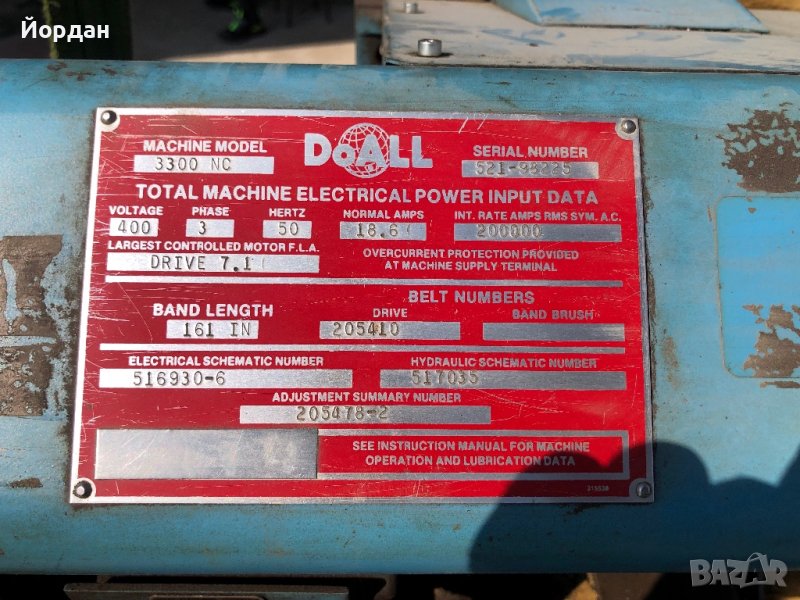 Йордан
DOALL
MACHINE MODEL
3300 NC
SERIAL NUMBER
521-93225
TOTAL MACHINE ELECTRICAL POWER INPUT DATA
VOLTAGE PHASE HERTZ NORMAL AMPS INT. RATE AMPS RMS SYM. A.C.
400 3 50 18.6 200000
LARGEST CONTROLLED MOTOR F.L.A.
DRIVE 7.1
OVERCURRENT PROTECTION PROVIDED
AT MACHINE SUPPLY TERMINAL
BELT NUMBERS
BAND LENGTH DRIVE BAND BRUSH
161 IN 205410
ELECTRICAL SCHEMATIC NUMBER HYDRAULIC SCHEMATIC NUMBER
516930-6 517035
ADJUSTMENT SUMMARY NUMBER
205478-2
SEE INSTRUCTION MANUAL FOR MACHINE
OPERATION AND LUBRICATION DATA
BAZAR